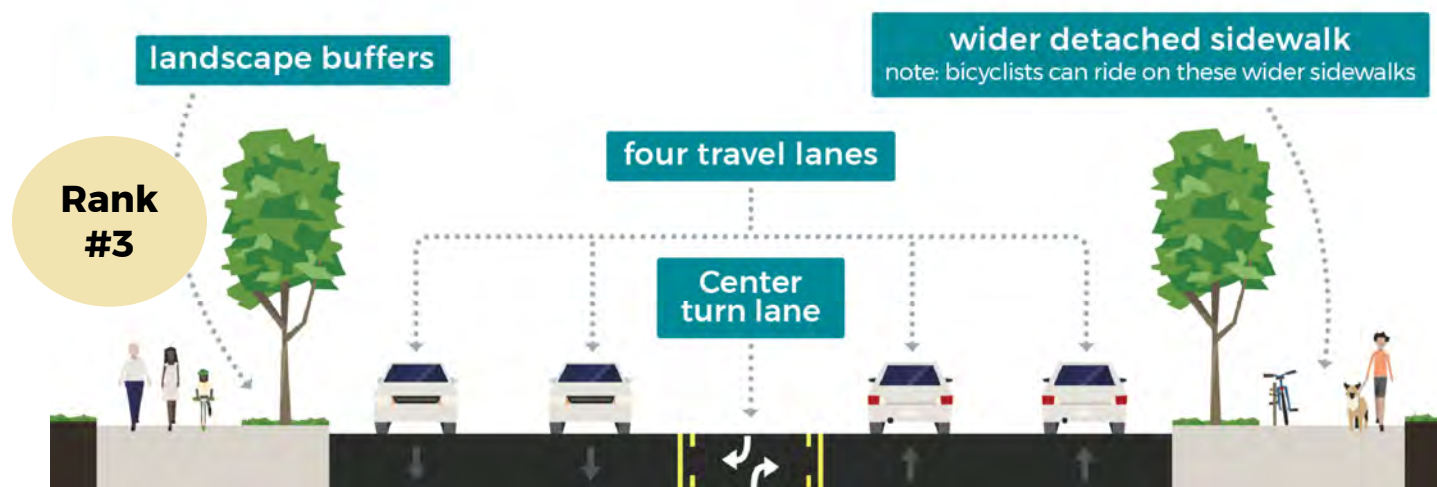 landscape buffers
wider detached sidewalk
note: bicyclists can ride on these wider sidewalks
four travel lanes
Rank
#3
Center
turn lane